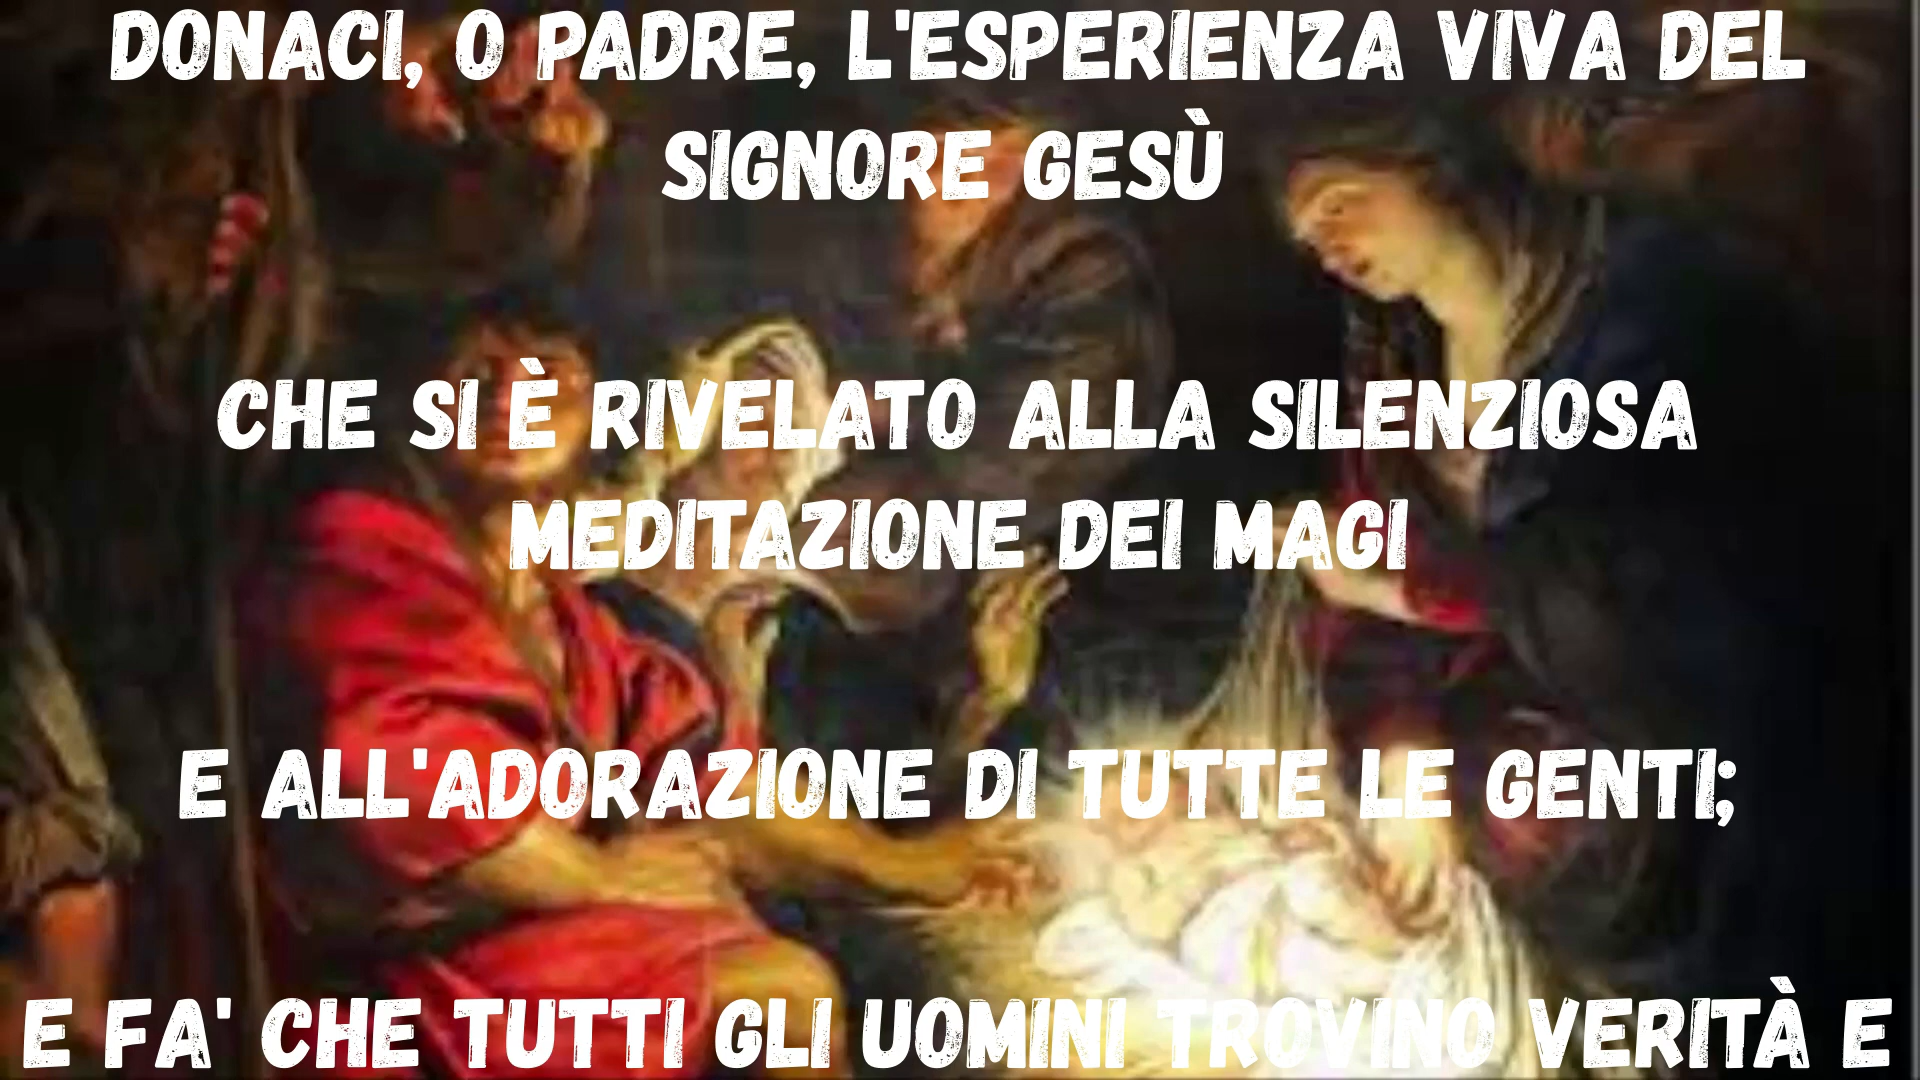 DONACI, O PADRE, L'ESPERIENZA VIVA DEL
SIGNORE GESÙ
CHE SI È RIVELATO ALLA SILENZIOSA
MEDITAZIONE DEI MAGI
E ALL'ADORAZIONE DI TUTTE LE GENTI;
E FA' CHE TUTTI GLI UOMINI TROVINO VERITÀ E